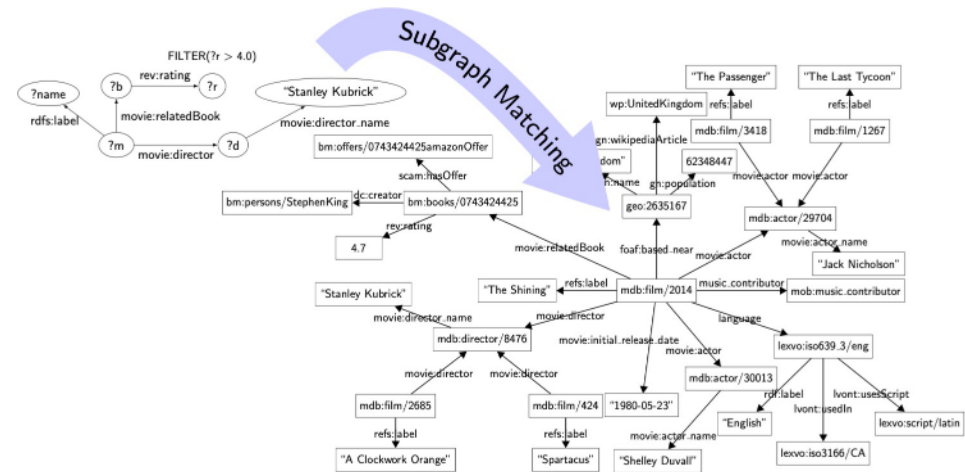 FILTER(?r > 4.0)
rev:rating
?name
?b
?r
"Stanley Kubrick"
rdfs:label
movie:relatedBook
movie:director_name
?m
movie:director
?d
Subgraph Matching
"The Passenger"
"The Last Tycoon"
refs:label
refs:label
wp:UnitedKingdom
mdb:film/3418
mdb:film/1267
bm:offers/0743424425amazonOffer
gn:wikipediaArticle
dom"
62348447
n:name
gn:population
movie:actor
movie:actor
scam:hasOffer
bm:persons/StephenKing
dc:creator
bm:books/0743424425
geo:2635167
mdb:actor/29704
rev:rating
4.7
movie:relatedBook
foaf:based_near
movie:actor
movie:actor_name
"Jack Nicholson"
"Stanley Kubrick"
"The Shining"
refs:label
mdb:film/2014
music_contributor
mob:music_contributor
movie:director_name
movie:director
language
mdb:director/8476
movie:initial_release_date
movie:actor
lexvo:iso639_3/eng
movie:director
movie:director
mdb:actor/30013
rdf:label
lvont:usedIn
lvont:usesScript
mdb:film/2685
mdb:film/424
"1980-05-23"
"English"
lexvo:script/latin
refs:label
refs:label
movie:actor_name
lexvo:iso3166/CA
"A Clockwork Orange"
"Spartacus"
"Shelley Duvall"